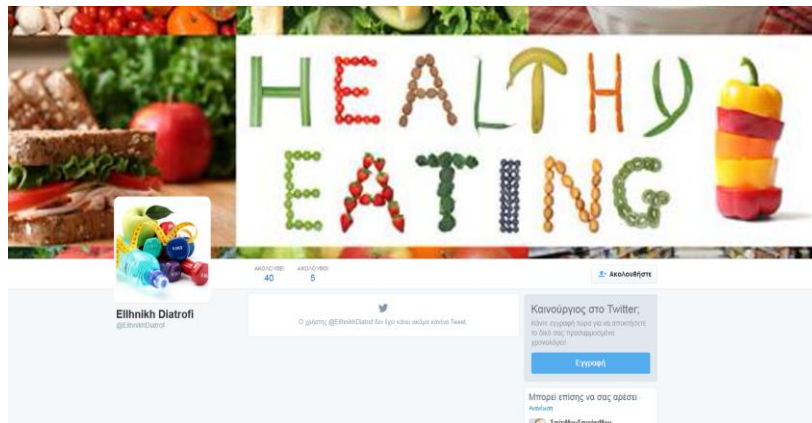 HEALTHY
EATING
ΑΚΟΛΟΥΘΕΙ
40
ΑΚΟΛΟΥΘΕΙ
5
Ακολουθήστε
Ellhnikh Diatrofi
@EllhnikhDiatrof
Ο χρήστης @EllhnikhDiatrof δεν έχει κάνει ακόμα κανένα Tweet.
Καινούργιος στο Twitter;
Κάντε εγγραφή τώρα για να αποκτήσετε
το δικό σας προσαρμοσμένο
χρονολόγιο!
Εγγραφή
Μπορεί επίσης να σας αρέσει
Ανανέωση